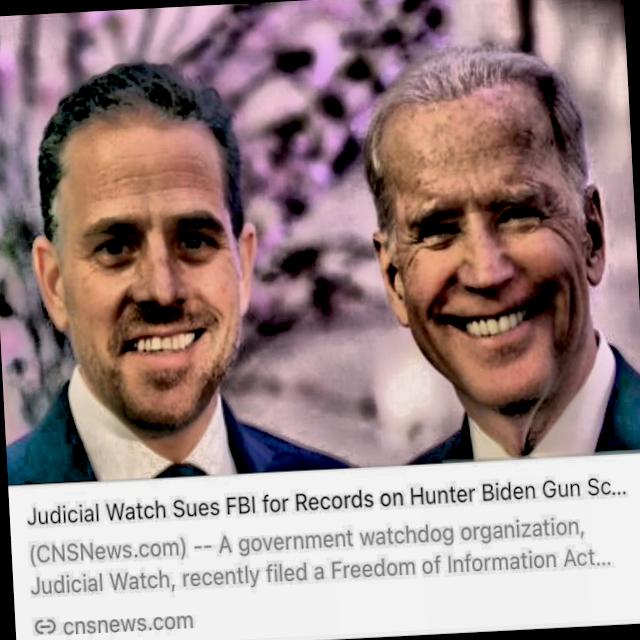 Judicial Watch Sues FBI for Records on Hunter Biden Gun Sc...
(CNSNews.com) -- A government watchdog organization,
Judicial Watch, recently filed a Freedom of Information Act...
cnsnews.com